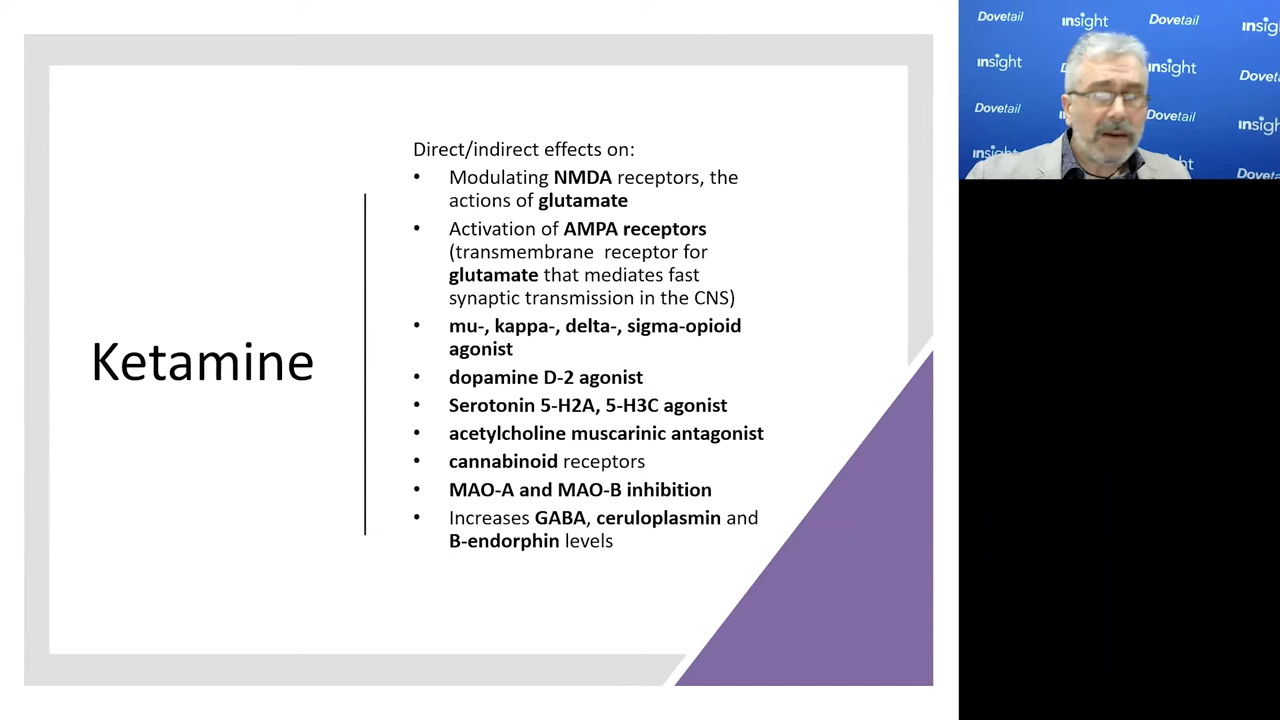 Ketamine
Direct/indirect effects on:
• Modulating NMDA receptors, the
actions of glutamate
• Activation of AMPA receptors
(transmembrane receptor for
glutamate that mediates fast
synaptic transmission in the CNS)
• mu-, kappa-, delta-, sigma-opioid
agonist
• dopamine D-2 agonist
• Serotonin 5-H2A, 5-H3C agonist
• acetylcholine muscarinic antagonist
• cannabinoid receptors
• MAO-A and MAO-B inhibition
• Increases GABA, ceruloplasmin and
B-endorphin levels
Dovetail insight Dovetail insight
insight insight Dovetail
Dovetail Dovetail insight
insight Dovetail